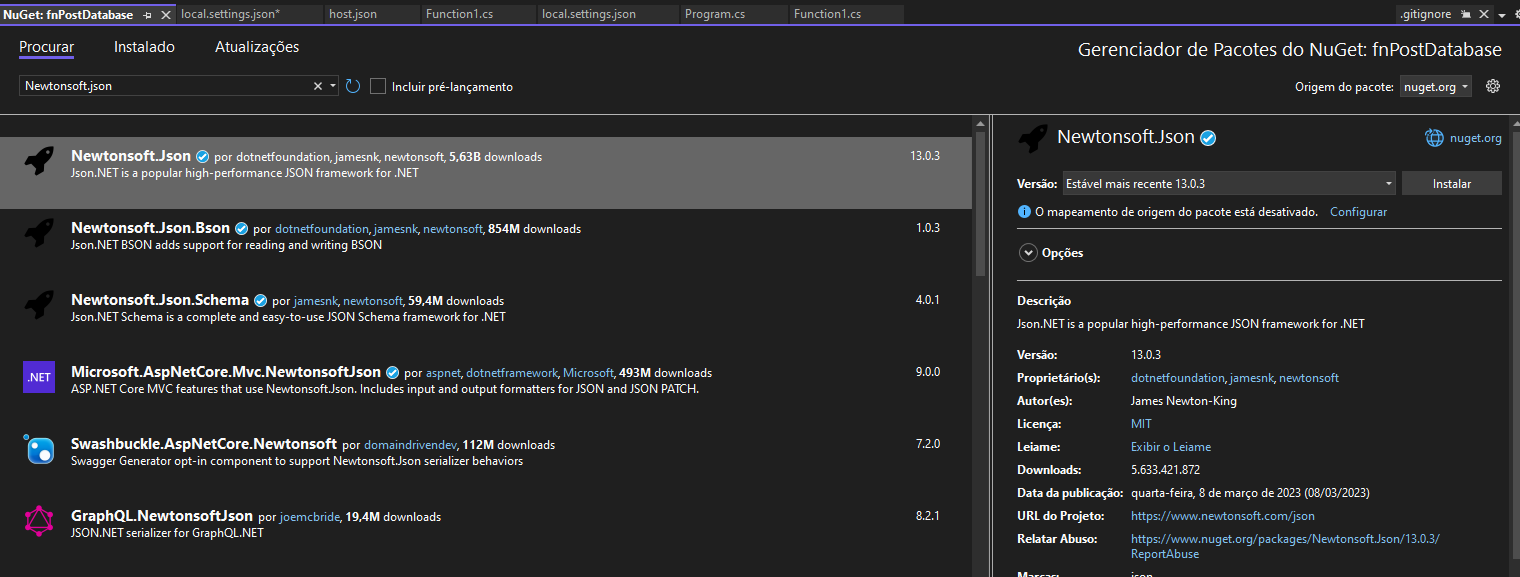 NuGet: fnPostDatabase local.settings.json* host.json Function1.cs local.settings.json Program.cs Function1.cs .gitignore
Procurar Instalado Atualizações
Gerenciador de Pacotes do NuGet: fnPostDatabase
Newtonsoft.json Incluir pré-lançamento
Origem do pacote: nuget.org
Newtonsoft.Json por dotnetfoundation, jamesnk, newtonsoft, 5,63B downloads 13.0.3
Json.NET is a popular high-performance JSON framework for .NET
Newtonsoft.Json.Bson por dotnetfoundation, jamesnk, newtonsoft, 854M downloads 1.0.3
Json.NET BSON adds support for reading and writing BSON
Newtonsoft.Json.Schema por jamesnk, newtonsoft, 59,4M downloads 4.0.1
Json.NET Schema is a complete and easy-to-use JSON Schema framework for .NET
.NET
Microsoft.AspNetCore.Mvc.NewtonsoftJson por aspnet, dotnetframework, Microsoft, 493M downloads 9.0.0
ASP.NET Core MVC features that use Newtonsoft.Json. Includes input and output formatters for JSON and JSON PATCH.
Swashbuckle.AspNetCore.Newtonsoft por domaindrivendev, 112M downloads 7.2.0
Swagger Generator opt-in component to support Newtonsoft.Json serializer behaviors
GraphQL.NewtonsoftJson por joemcbride, 19,4M downloads 8.2.1
JSON.NET serializer for GraphQL.NET
Newtonsoft.Json nuget.org
Versão: Estável mais recente 13.0.3 Instalar
O mapeamento de origem do pacote está desativado. Configurar
Opções
Descrição
Json.NET is a popular high-performance JSON framework for .NET
Versão: 13.0.3
Proprietário(s): dotnetfoundation, jamesnk, newtonsoft
Autor(es): James Newton-King
Licença: MIT
Leiame: Exibir o Leiame
Downloads: 5.633.421.872
Data da publicação: quarta-feira, 8 de março de 2023 (08/03/2023)
URL do Projeto: https://www.newtonsoft.com/json
Relatar Abuso: https://www.nuget.org/packages/Newtonsoft.Json/13.0.3/
ReportAbuse
Marcas: json